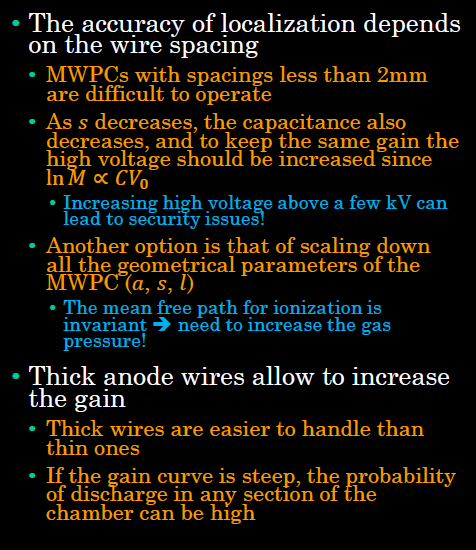 • The accuracy of localization depends
on the wire spacing
• MWPCs with spacings less than 2mm
are difficult to operate
• As s decreases, the capacitance also
decreases, and to keep the same gain the
high voltage should be increased since
ln M ∝ CV₀
• Increasing high voltage above a few kV can
lead to security issues!
• Another option is that of scaling down
all the geometrical parameters of the
MWPC (a, s, l)
• The mean free path for ionization is
invariant ➔ need to increase the gas
pressure!
• Thick anode wires allow to increase
the gain
• Thick wires are easier to handle than
thin ones
• If the gain curve is steep, the probability
of discharge in any section of the
chamber can be high